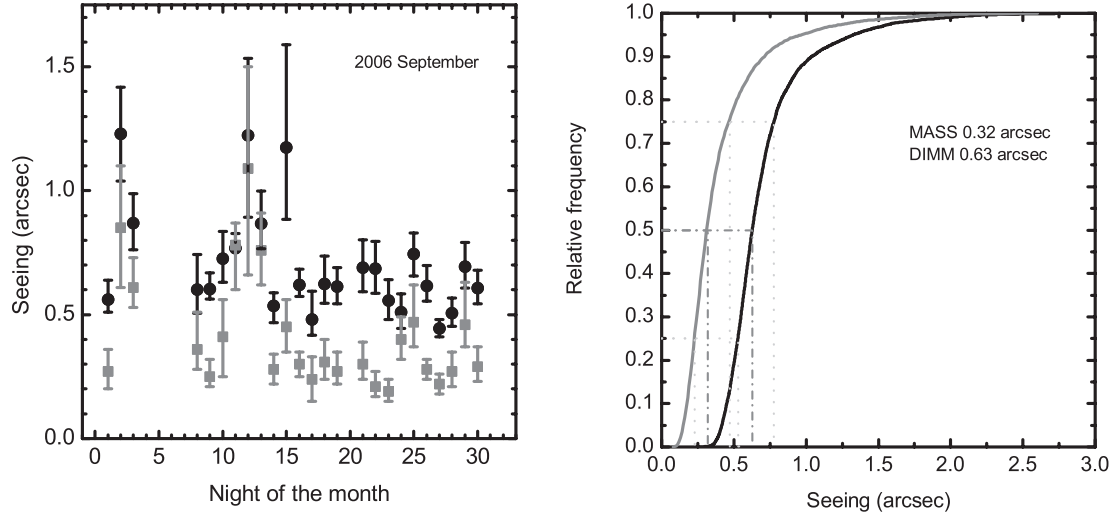 2006 September
1.5
1.0
0.5
0.0
Seeing (arcsec)
0 5 10 15 20 25 30
Night of the month
1.0
0.9
0.8
0.7
0.6
0.5
0.4
0.3
0.2
0.1
0.0
Relative frequency
MASS 0.32 arcsec
DIMM 0.63 arcsec
0.0 0.5 1.0 1.5 2.0 2.5 3.0
Seeing (arcsec)